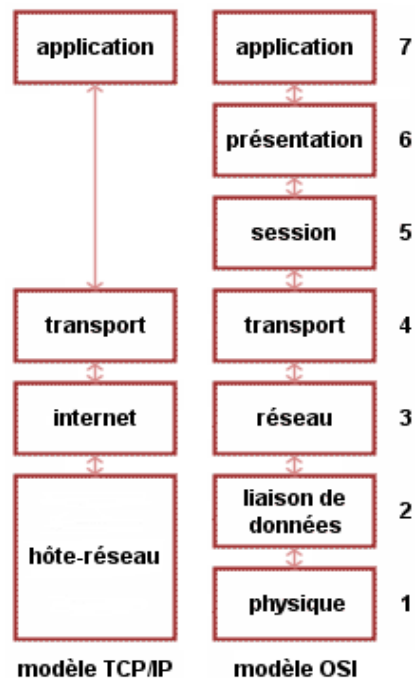 application application 7
présentation 6
session 5
transport transport 4
internet réseau 3
liaison de
données 2
hôte-réseau
physique 1
modèle TCP/IP modèle OSI